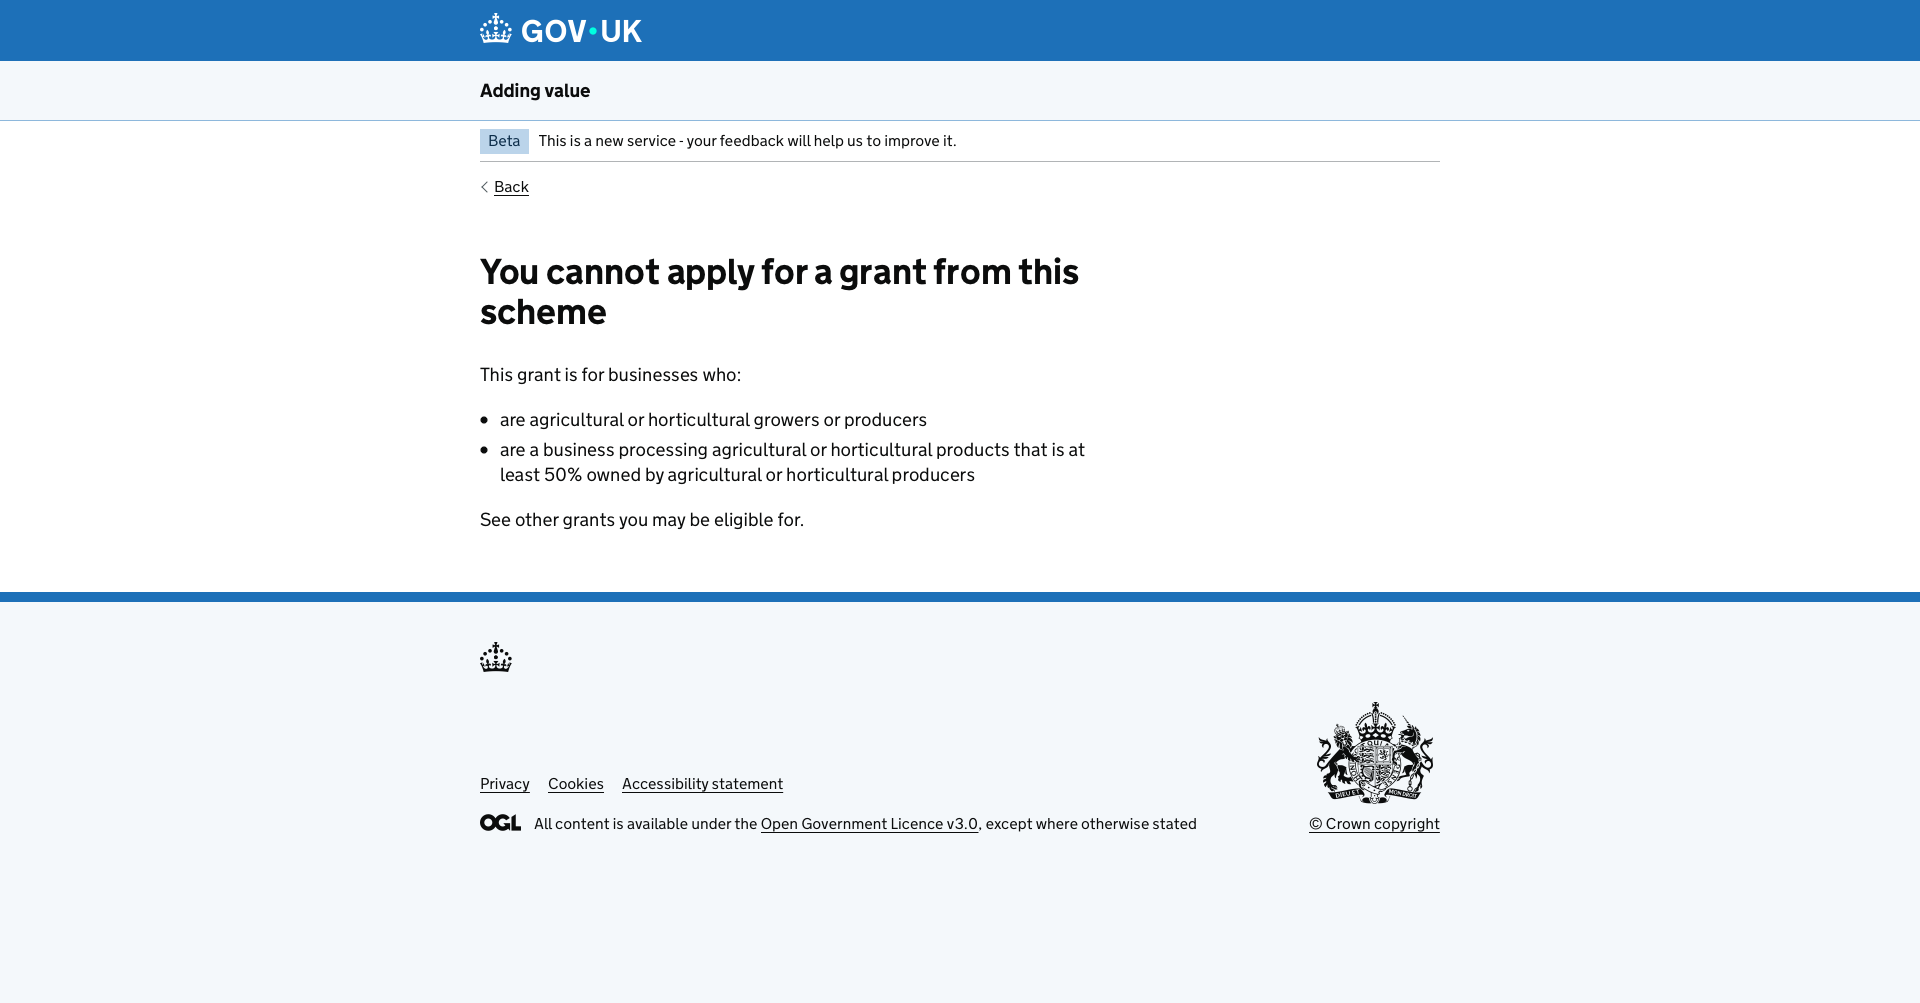 GOV·UK
Adding value
Beta This is a new service - your feedback will help us to improve it.
Back
You cannot apply for a grant from this
scheme
This grant is for businesses who:
are agricultural or horticultural growers or producers
are a business processing agricultural or horticultural products that is at
least 50% owned by agricultural or horticultural producers
See other grants you may be eligible for.
Privacy Cookies Accessibility statement
OGL All content is available under the Open Government Licence v3.0, except where otherwise stated
© Crown copyright